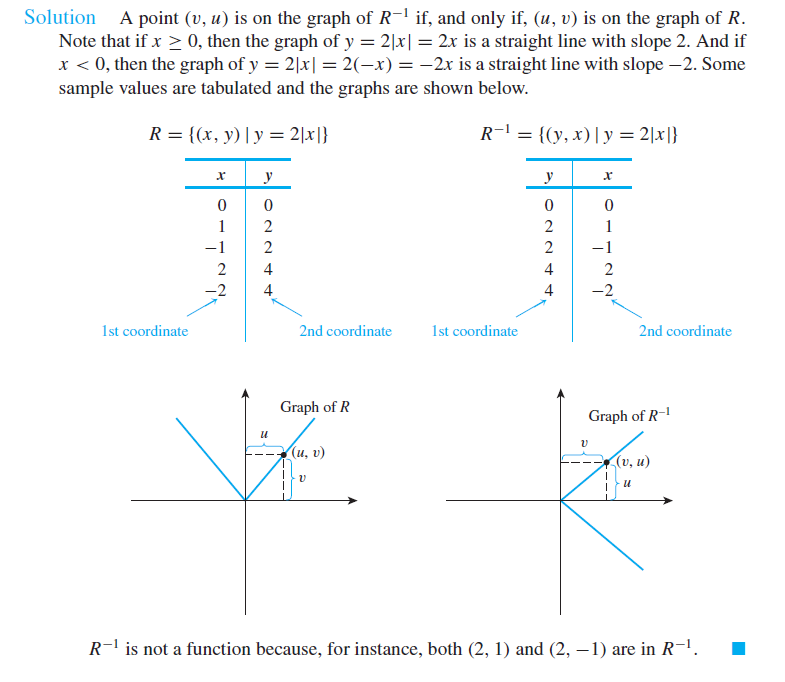 Solution A point (v, u) is on the graph of R⁻¹ if, and only if, (u, v) is on the graph of R.
Note that if x ≥ 0, then the graph of y = 2|x| = 2x is a straight line with slope 2. And if
x < 0, then the graph of y = 2|x| = 2(−x) = −2x is a straight line with slope −2. Some
sample values are tabulated and the graphs are shown below.
R = {(x, y) | y = 2|x|}
x y
0 0
1 2
−1 2
2 4
−2 4
1st coordinate 2nd coordinate
R⁻¹ = {(y, x) | y = 2|x|}
y x
0 0
2 1
2 −1
4 2
4 −2
1st coordinate 2nd coordinate
Graph of R
u
(u, v)
v
Graph of R⁻¹
v
(v, u)
u
R⁻¹ is not a function because, for instance, both (2, 1) and (2, −1) are in R⁻¹.